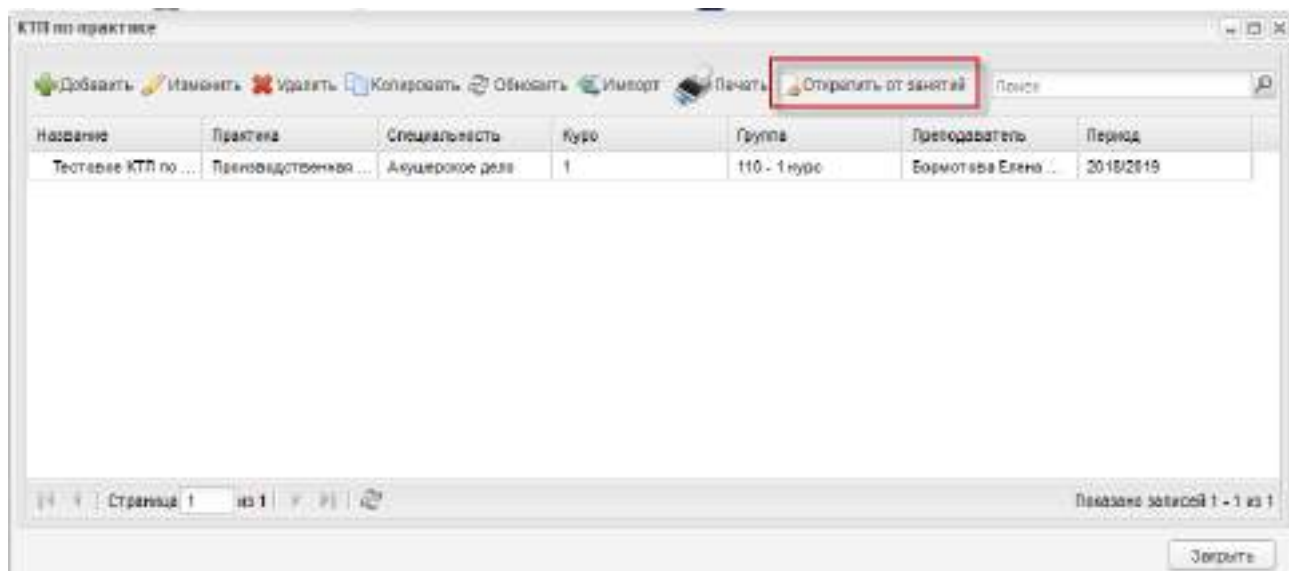 КТП по практике
Добавить Изменить Удалить Копировать Обновить Импорт Печать Открепить от занятий Поиск
Название Практика Специальность Курс Группа Преподаватель Период
Тестовое КТП по ... Производственная ... Акушерское дело 1 110 - 1 курс Бормотова Елена ... 2018/2019
Страница 1 из 1 Показано записей 1 - 1 из 1
Закрыть